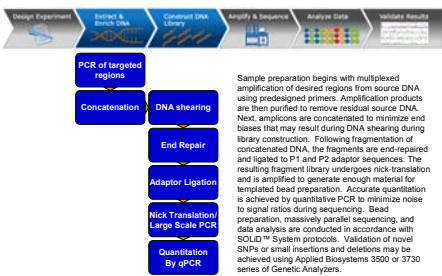 Design Experiment
Extract &
Enrich DNA
Construct DNA
Library
Amplify & Sequence
Analyze Data
Validate Results
PCR of targeted
regions
Concatenation
DNA shearing
End Repair
Adaptor Ligation
Nick Translation/
Large Scale PCR
Quantitation
By qPCR
Sample preparation begins with multiplexed
amplification of desired regions from source DNA
using predesigned primers. Amplification products
are then purified to remove residual source DNA.
Next, amplicons are concatenated to minimize end
biases that may result during DNA shearing during
library construction. Following fragmentation of
concatenated DNA, the fragments are end-repaired
and ligated to P1 and P2 adaptor sequences. The
resulting fragment library undergoes nick-translation
and is amplified to generate enough material for
templated bead preparation. Accurate quantitation
is achieved by quantitative PCR to minimize noise
to signal ratios during sequencing. Bead
preparation, massively parallel sequencing, and
data analysis are conducted in accordance with
SOLiD™ System protocols. Validation of novel
SNPs or small insertions and deletions may be
achieved using Applied Biosystems 3500 or 3730
series of Genetic Analyzers.